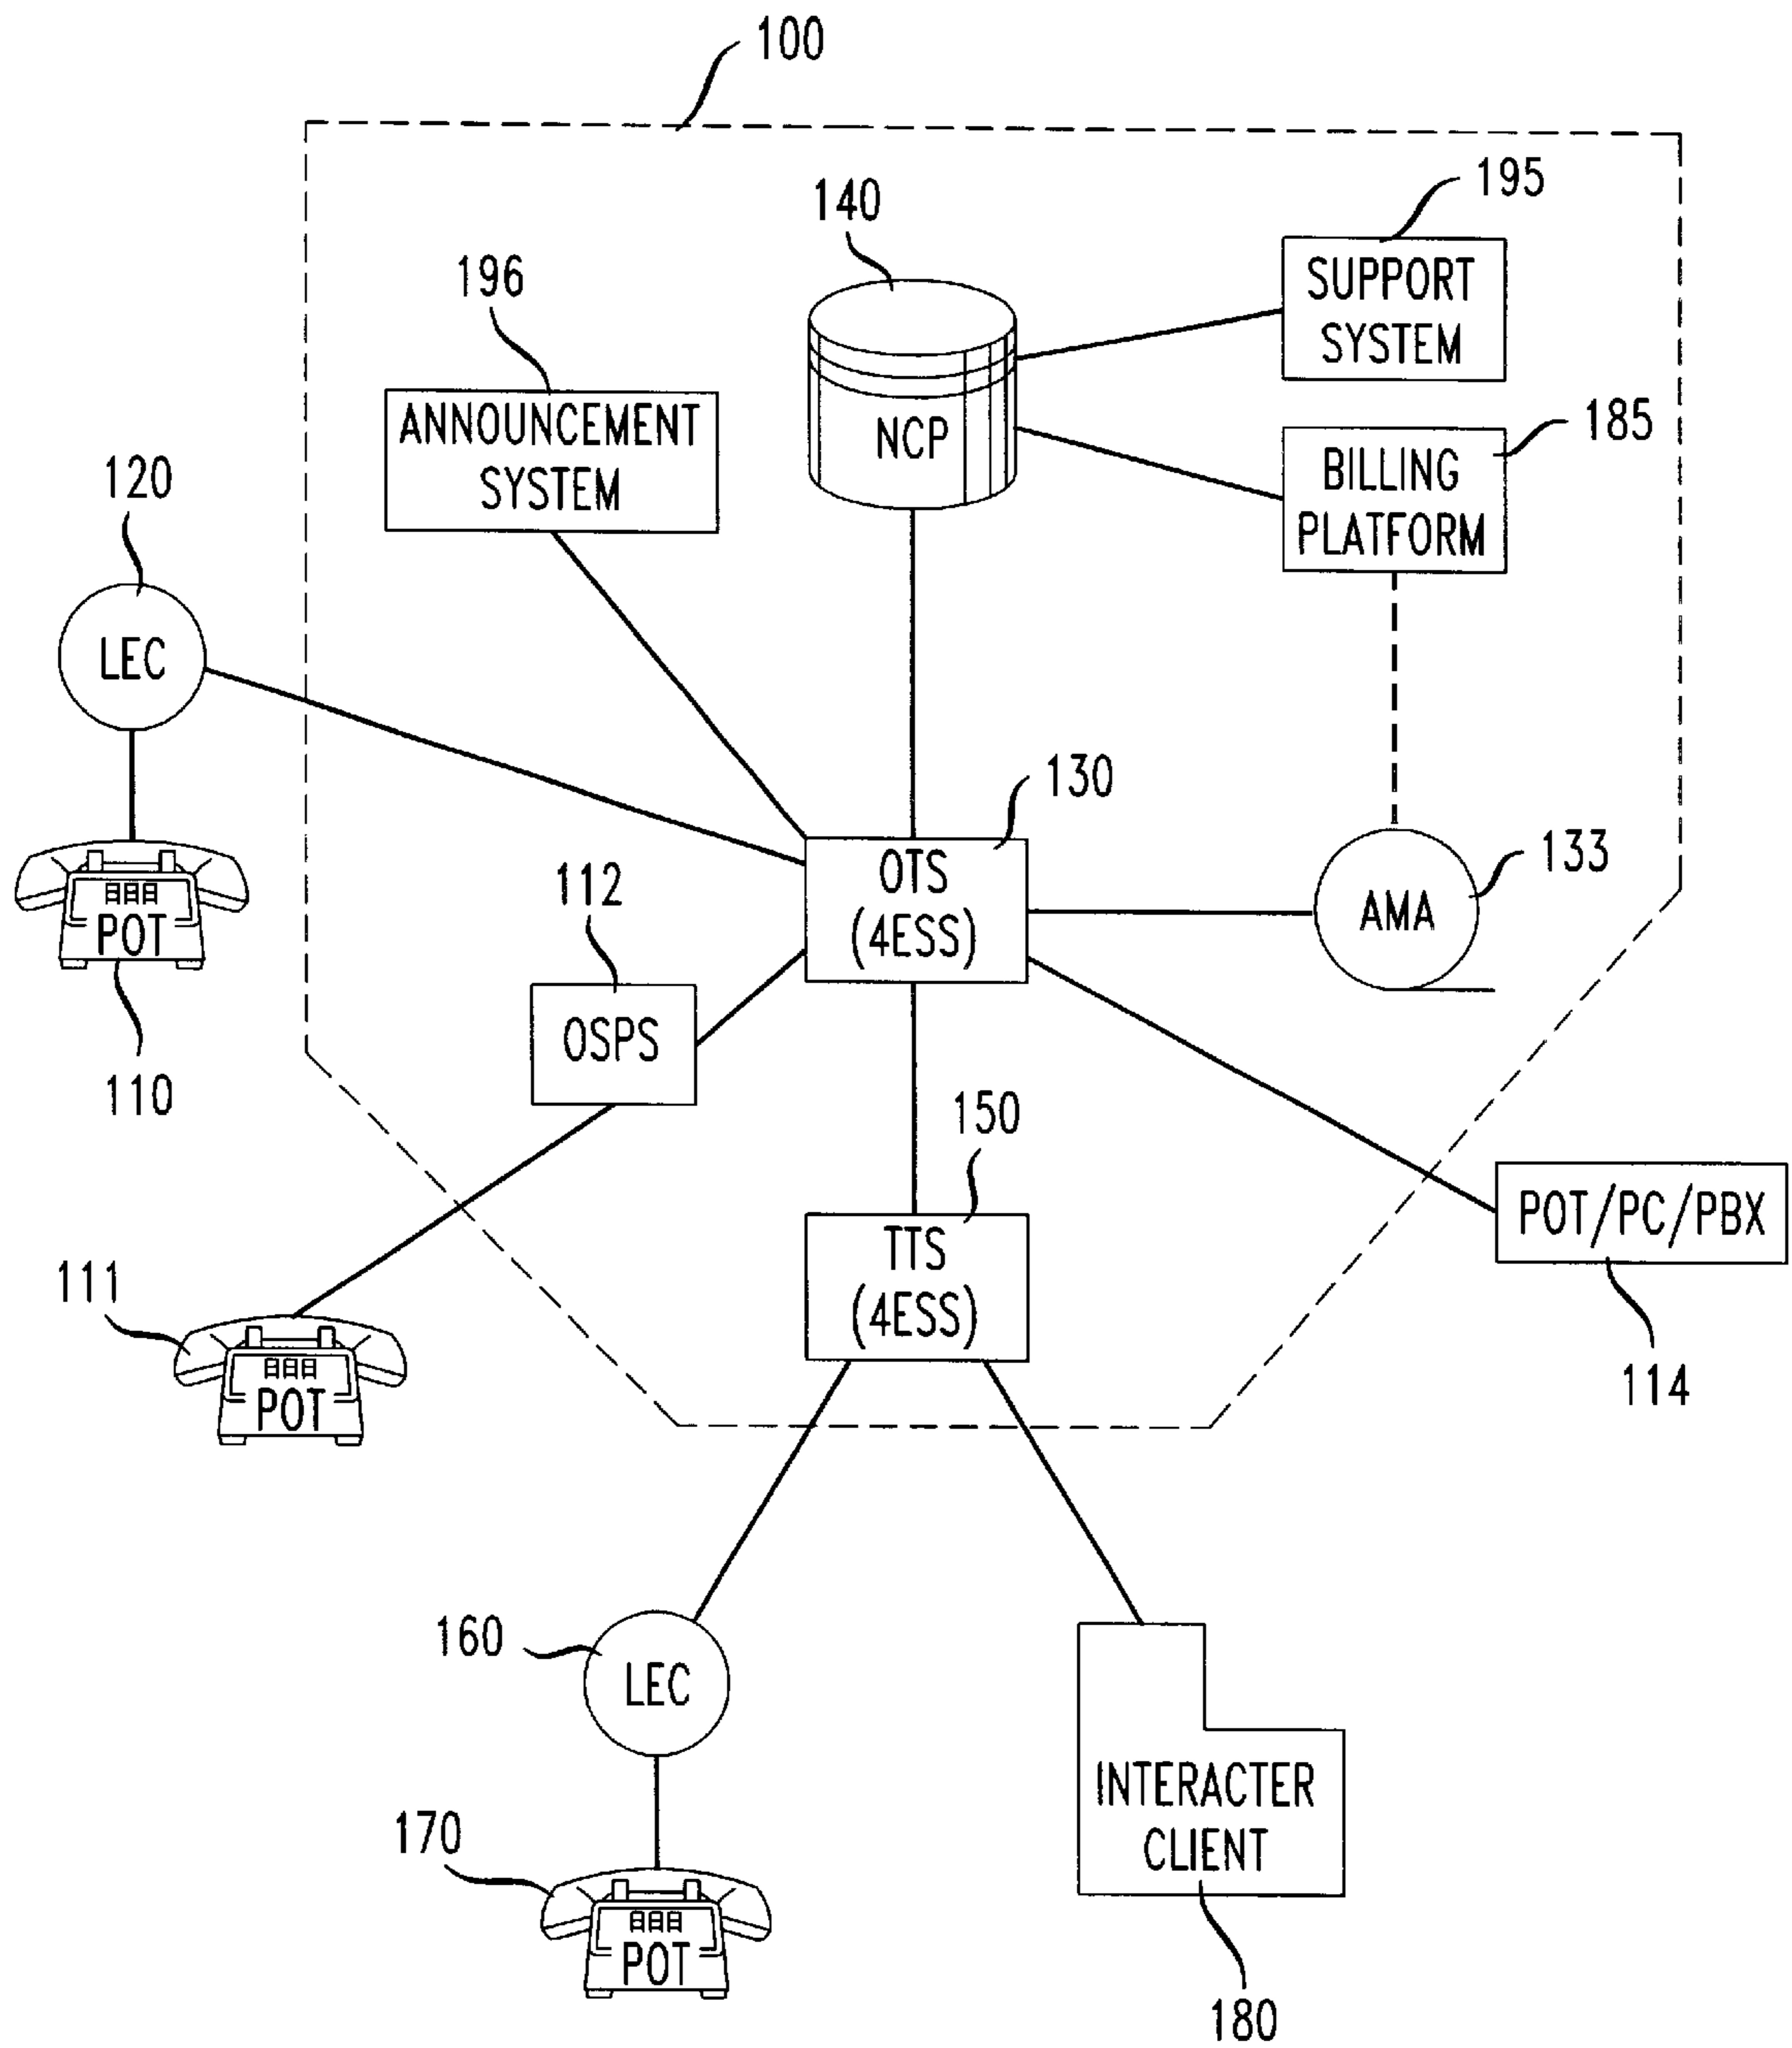 100
195
140
SUPPORT
SYSTEM
196
NCP
185
ANNOUNCEMENT
SYSTEM
BILLING
PLATFORM
120
LEC
130
OTS
(4ESS)
133
AMA
112
OSPS
POT
110
150
TTS
(4ESS)
POT/PC/PBX
114
111
POT
160
LEC
INTERACTER
CLIENT
170
POT
180